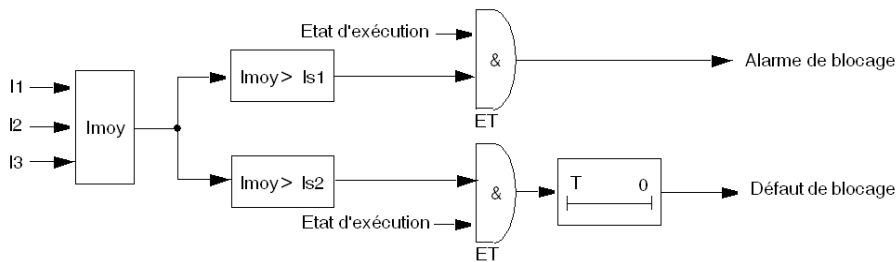 Etat d'exécution
&
Alarme de blocage
Imoy > Is1
ET
I1
I2
I3
Imoy
Imoy > Is2
&
T 0
Défaut de blocage
Etat d'exécution
ET